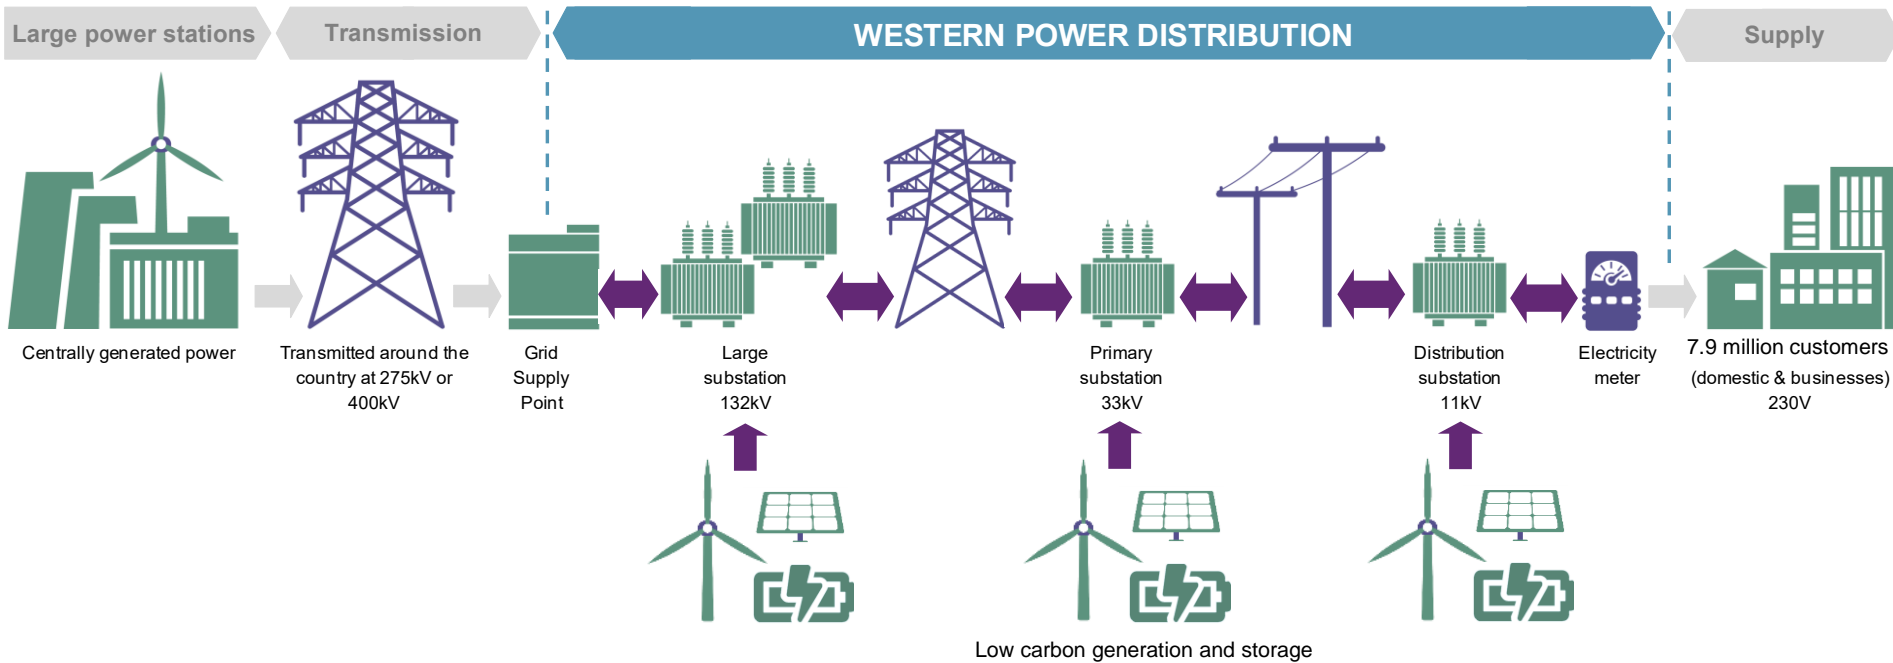 Large power stations
Transmission
WESTERN POWER DISTRIBUTION
Supply
Centrally generated power
Transmitted around the
country at 275kV or
400kV
Grid
Supply
Point
Large
substation
132kV
Primary
substation
33kV
Distribution
substation
11kV
Electricity
meter
7.9 million customers
(domestic & businesses)
230V
Low carbon generation and storage